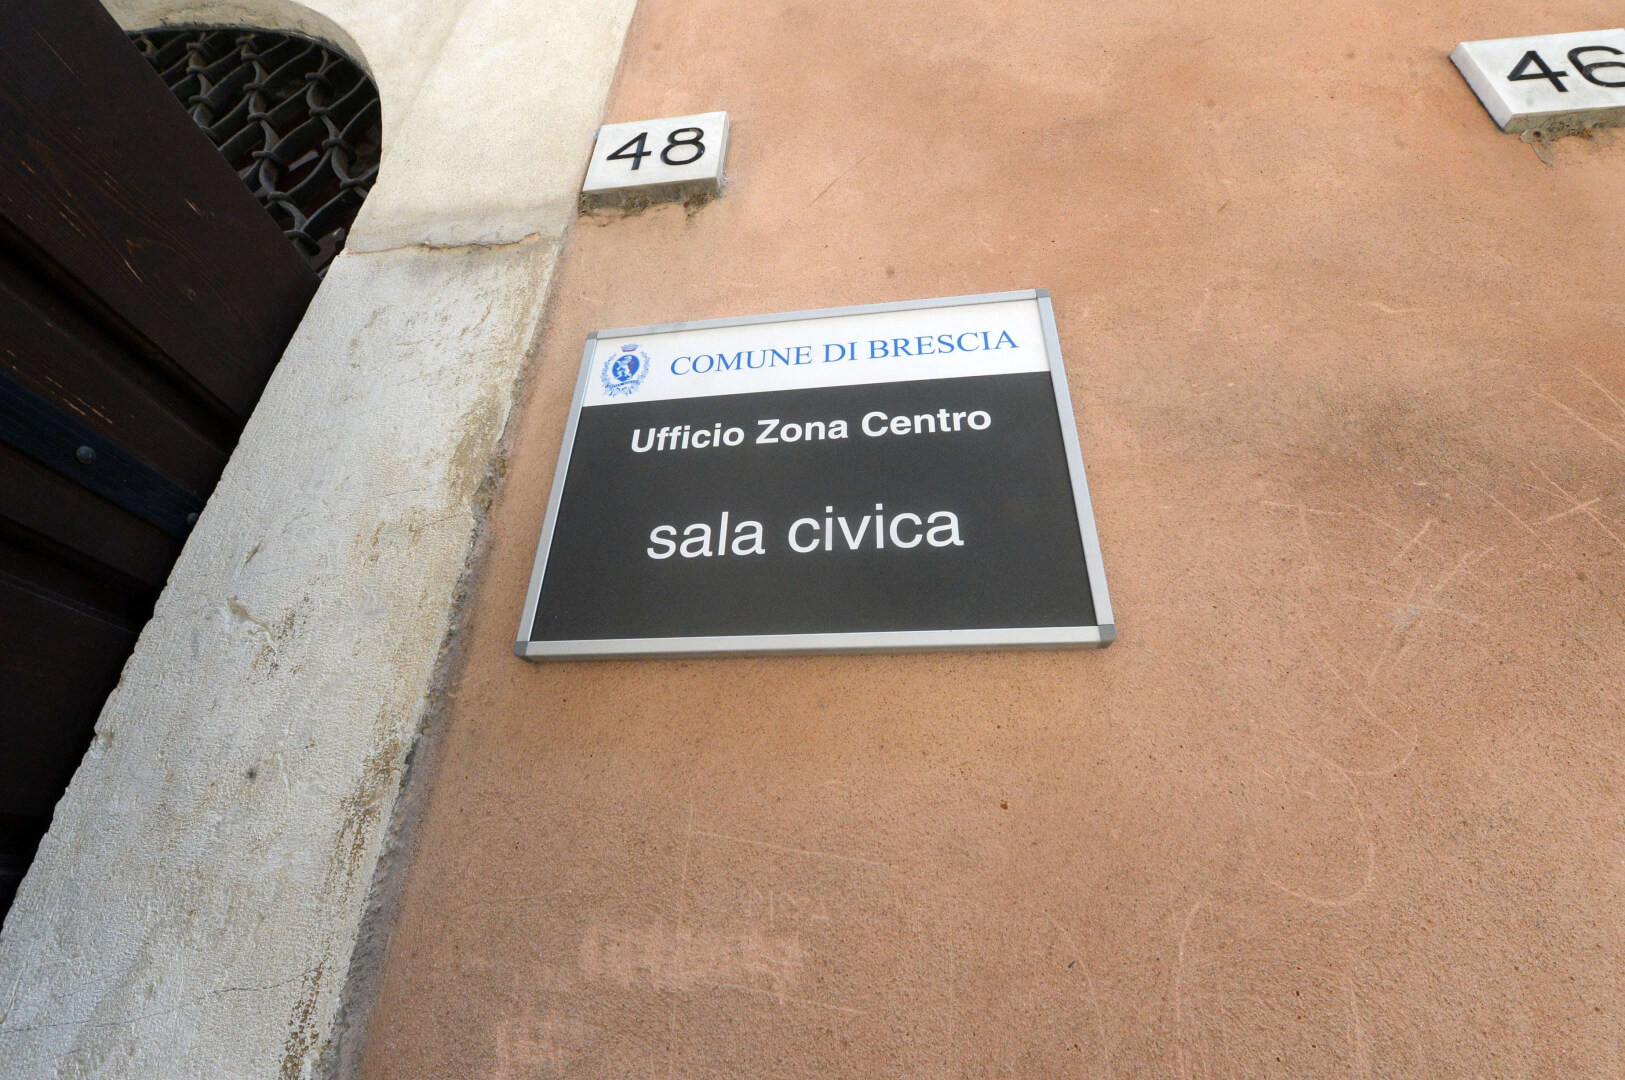 48
46
COMUNE DI BRESCIA
Ufficio Zona Centro
sala civica